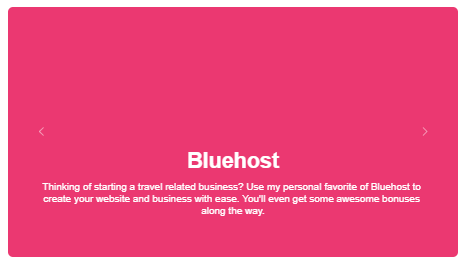 Bluehost
Thinking of starting a travel related business? Use my personal favorite of Bluehost to
create your website and business with ease. You'll even get some awesome bonuses
along the way.